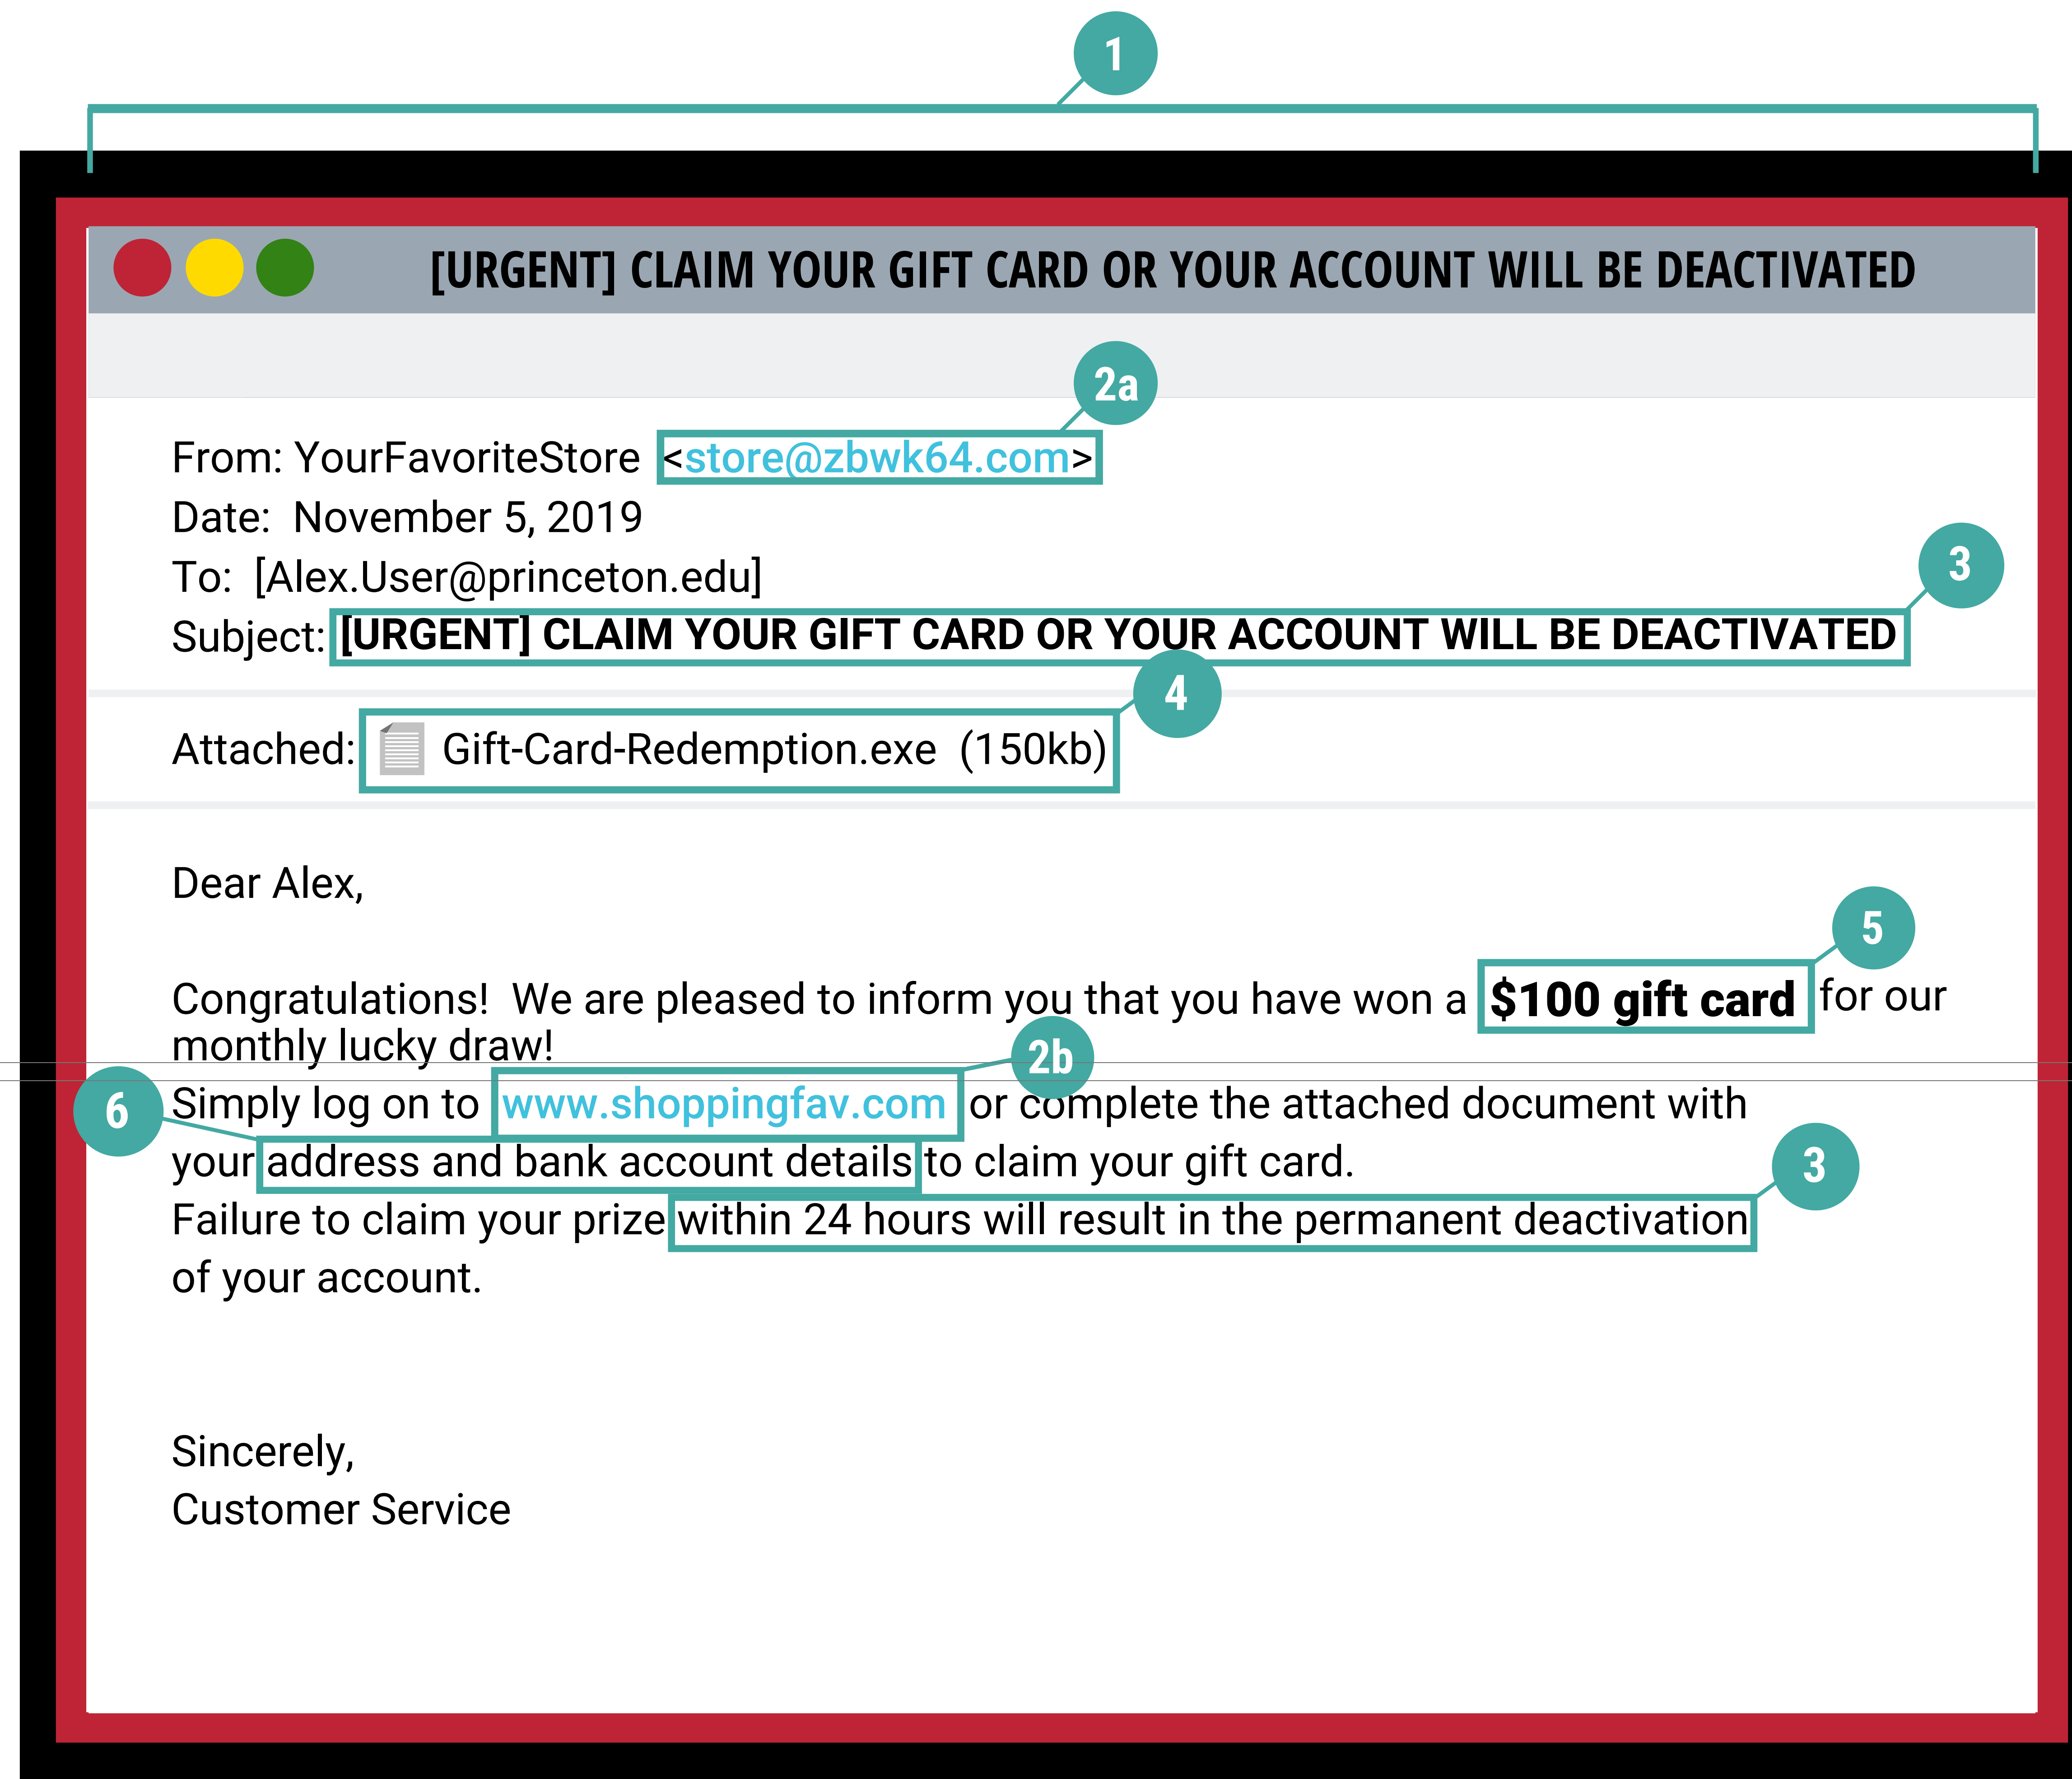 1
[URGENT] CLAIM YOUR GIFT CARD OR YOUR ACCOUNT WILL BE DEACTIVATED
2a
From: YourFavoriteStore <store@zbwk64.com>
Date: November 5, 2019
3
To: [Alex.User@princeton.edu]
Subject: [URGENT] CLAIM YOUR GIFT CARD OR YOUR ACCOUNT WILL BE DEACTIVATED
4
Attached: Gift-Card-Redemption.exe (150kb)
Dear Alex,
5
Congratulations! We are pleased to inform you that you have won a $100 gift card for our
monthly lucky draw!
2b
6
Simply log on to www.shoppingfav.com or complete the attached document with
your address and bank account details to claim your gift card.
3
Failure to claim your prize within 24 hours will result in the permanent deactivation
of your account.
Sincerely,
Customer Service